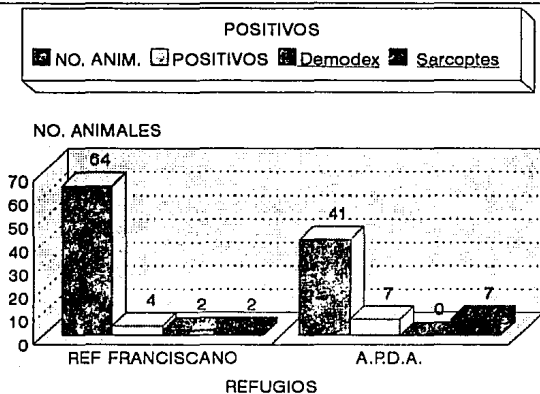 POSITIVOS
NO. ANIM. POSITIVOS Demodex Sarcoptes
NO. ANIMALES
64
41
4 2 2
7 0 7
70
60
50
40
30
20
10
0
REF FRANCISCANO A.P.D.A.
REFUGIOS